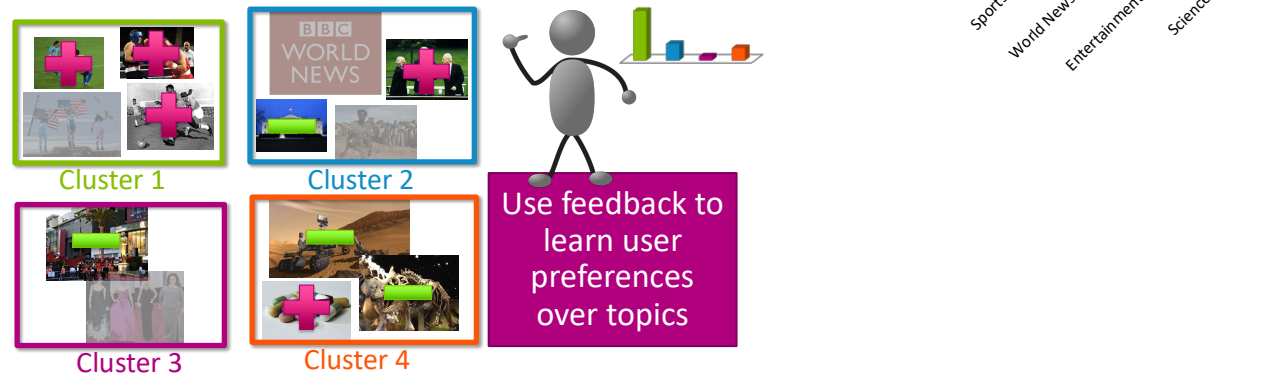 BBC
WORLD
NEWS
Cluster 1
Cluster 2
Cluster 3
Cluster 4
Use feedback to
learn user
preferences
over topics
Sports
World News
Entertainment
Science